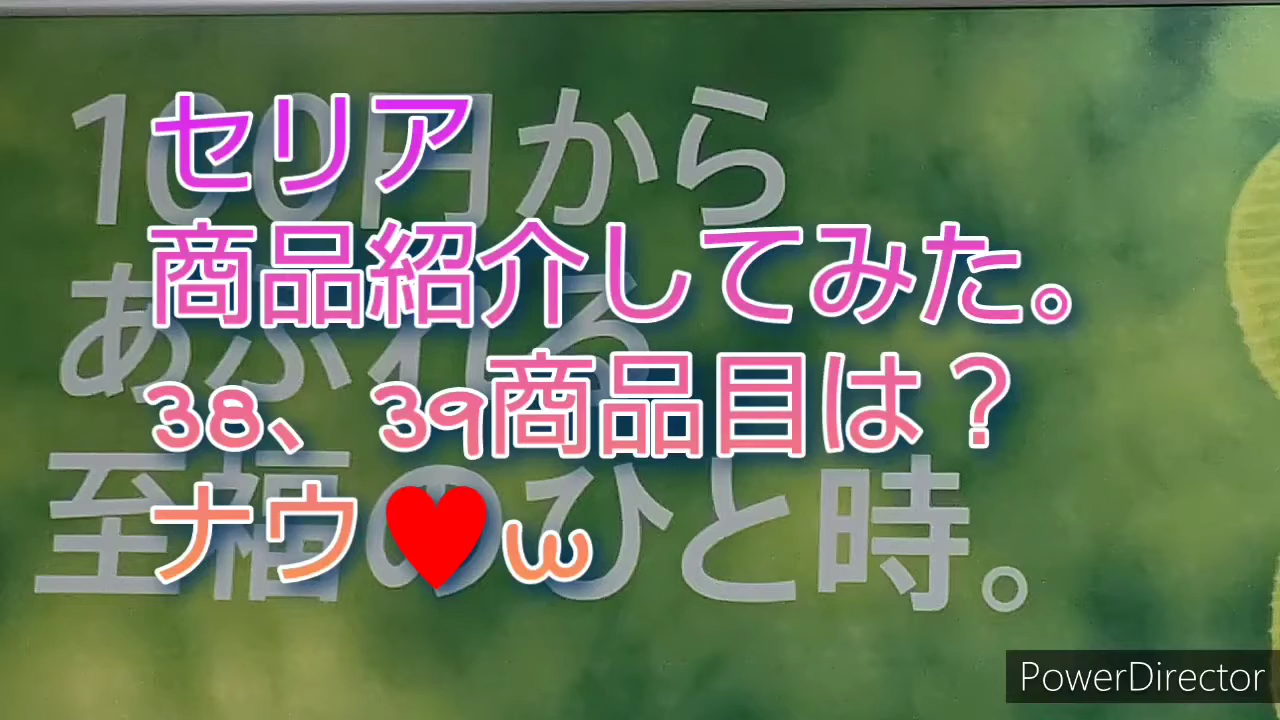 セリア
商品紹介してみた。
38、39商品目は？
ナウ♥ω
100円から
あふれる
至福のひと時。
PowerDirector